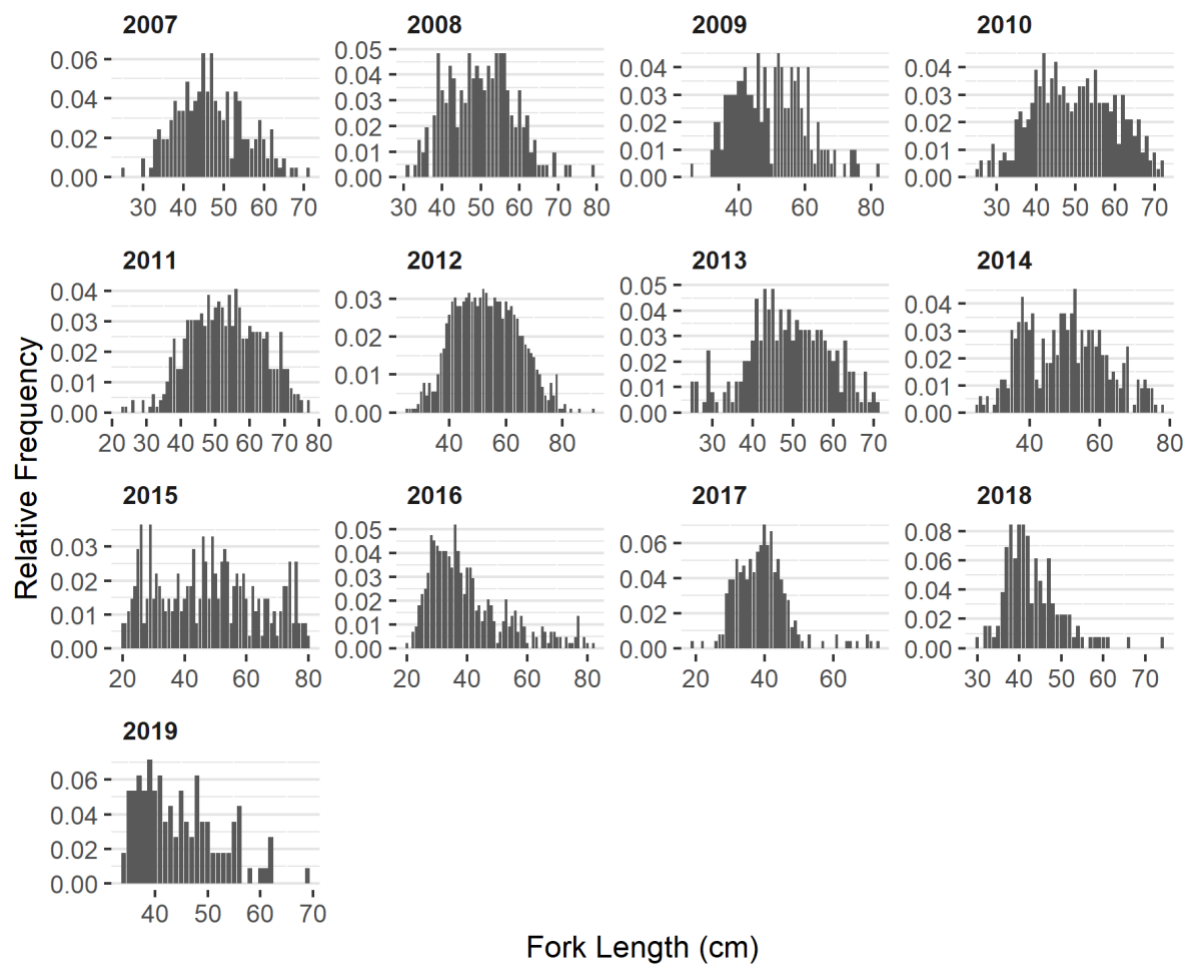 2007 2008 2009 2010
0.06 0.04 0.02 0.00
30 40 50 60 70
0.05 0.04 0.03 0.02 0.01 0.00
30 40 50 60 70 80
0.04 0.03 0.02 0.01 0.00
40 60 80
0.04 0.03 0.02 0.01 0.00
30 40 50 60 70
2011 2012 2013 2014
0.04 0.03 0.02 0.01 0.00
20 30 40 50 60 70 80
0.03 0.02 0.01 0.00
40 60 80
0.05 0.04 0.03 0.02 0.01 0.00
30 40 50 60 70
0.04 0.03 0.02 0.01 0.00
40 60 80
Relative Frequency
2015 2016 2017 2018
0.03 0.02 0.01 0.00
20 40 60 80
0.05 0.04 0.03 0.02 0.01 0.00
20 40 60 80
0.06 0.04 0.02 0.00
20 40 60
0.08 0.06 0.04 0.02 0.00
30 40 50 60 70
2019
0.06 0.04 0.02 0.00
40 50 60 70
Fork Length (cm)